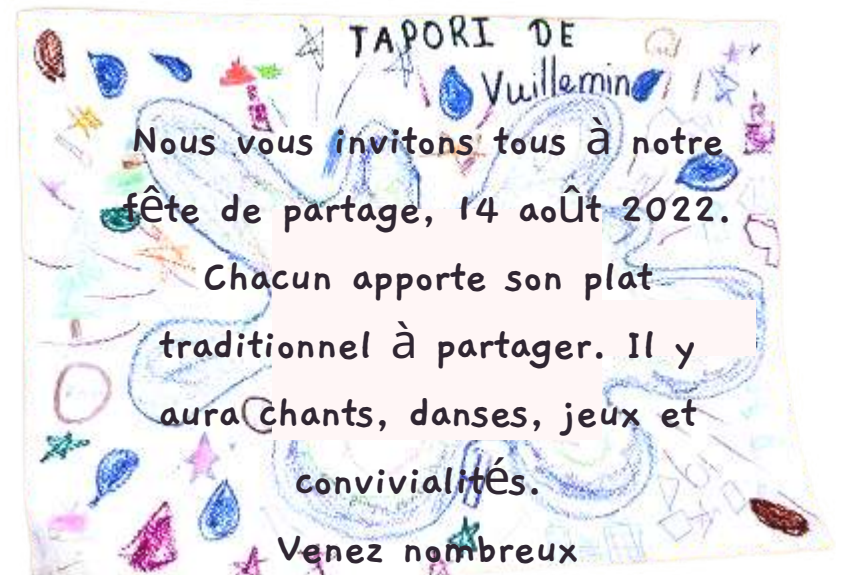 TAPORI DE
Vuillemin
Nous vous invitons tous à notre
fête de partage, 14 août 2022.
Chacun apporte son plat
traditionnel à partager. Il y
aura chants, danses, jeux et
convivialités.
Venez nombreux